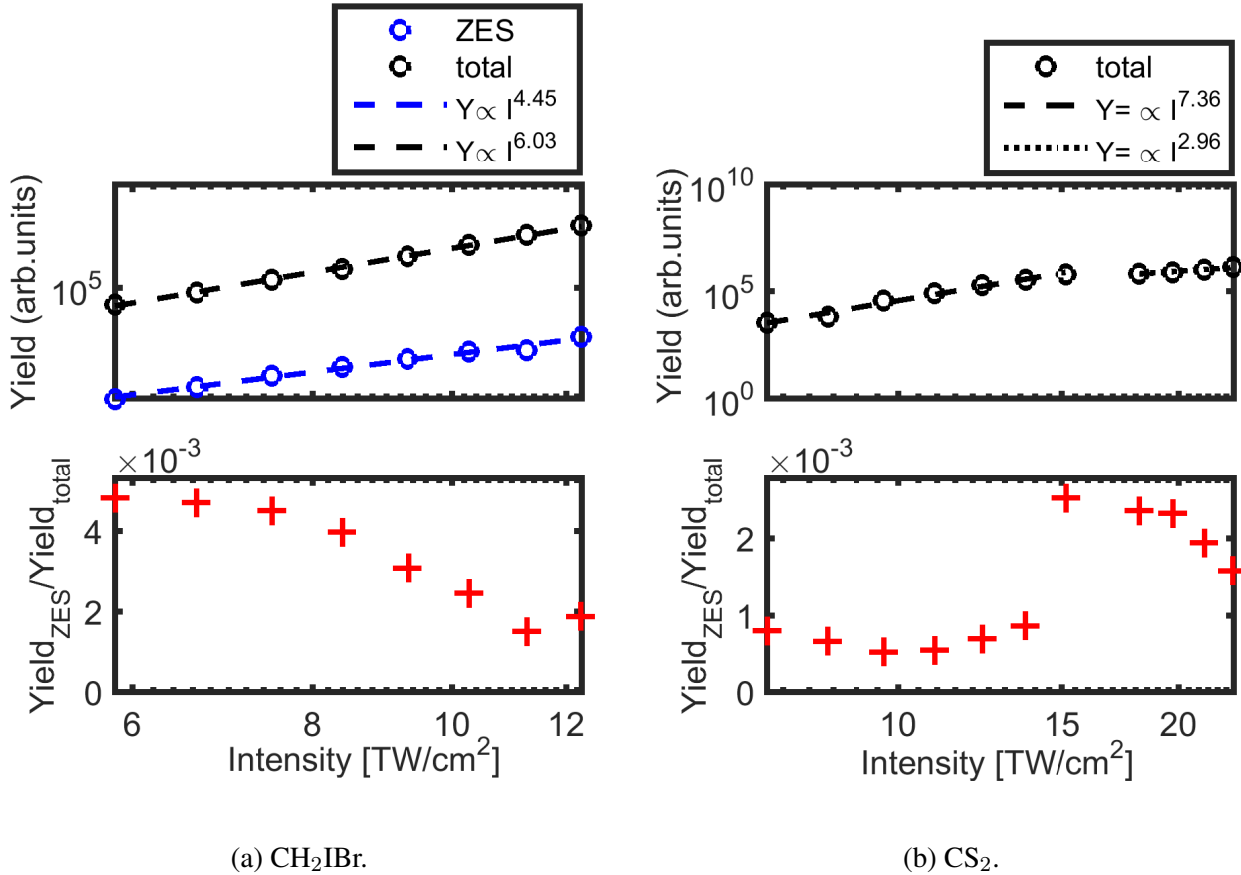 ZES
total
Y∝ I^4.45
Y∝ I^6.03
Yield (arb.units)
10^5
×10^-3
Yield_ZES/Yield_total
4
2
0
6
8
10
12
Intensity [TW/cm^2]
(a) CH_2IBr.
total
Y= ∝ I^7.36
Y= ∝ I^2.96
Yield (arb.units)
10^10
10^5
10^0
×10^-3
Yield_ZES/Yield_total
2
1
0
10
15
20
Intensity [TW/cm^2]
(b) CS_2.